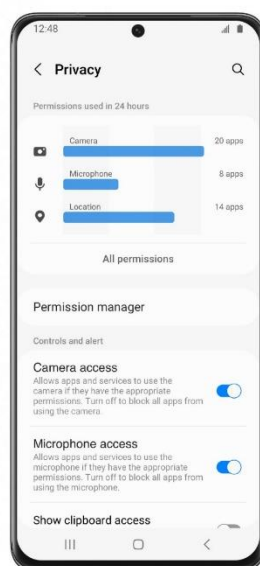 12:48
Privacy
Permissions used in 24 hours
Camera
20 apps
Microphone
8 apps
Location
14 apps
All permissions
Permission manager
Controls and alert
Camera access
Allows apps and services to use the
camera if they have the appropriate
permissions. Turn off to block all apps from
using the camera.
Microphone access
Allows apps and services to use the
microphone if they have the appropriate
permissions. Turn off to block all apps from
using the microphone.
Show clipboard access